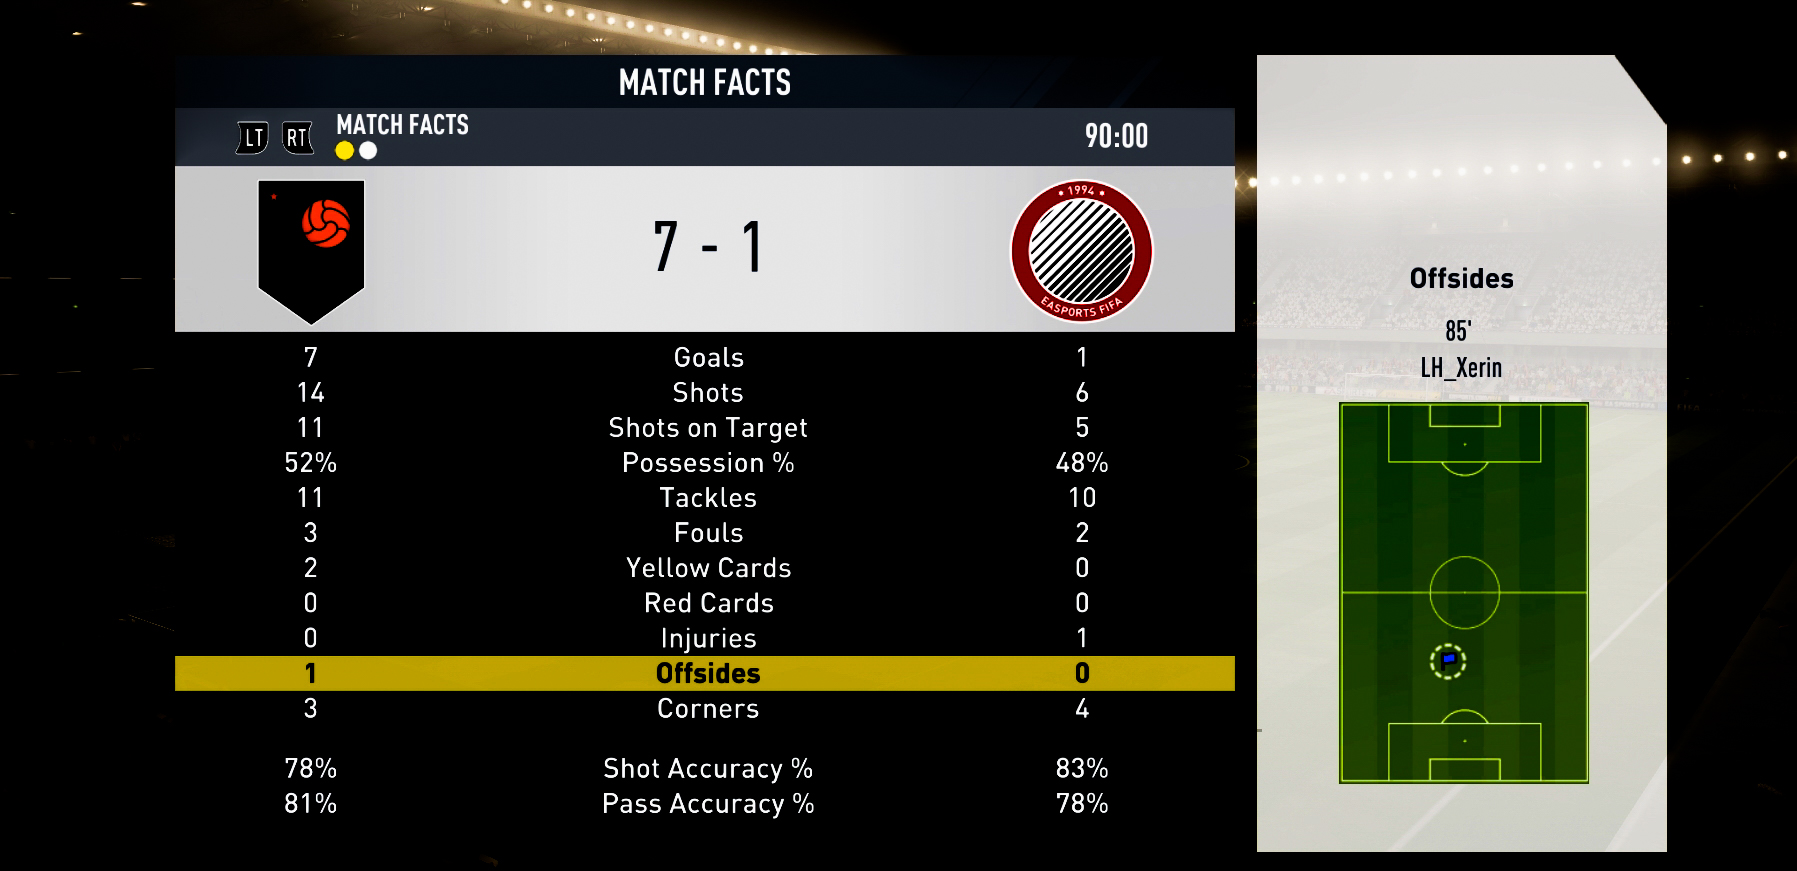 MATCH FACTS
LT RT MATCH FACTS 90:00
1994
7 - 1
EASPORTS FIFA
7 Goals 1
14 Shots 6
11 Shots on Target 5
52% Possession % 48%
11 Tackles 10
3 Fouls 2
2 Yellow Cards 0
0 Red Cards 0
0 Injuries 1
1 Offsides 0
3 Corners 4
78% Shot Accuracy % 83%
81% Pass Accuracy % 78%
Offsides
85'
LH_Xerin